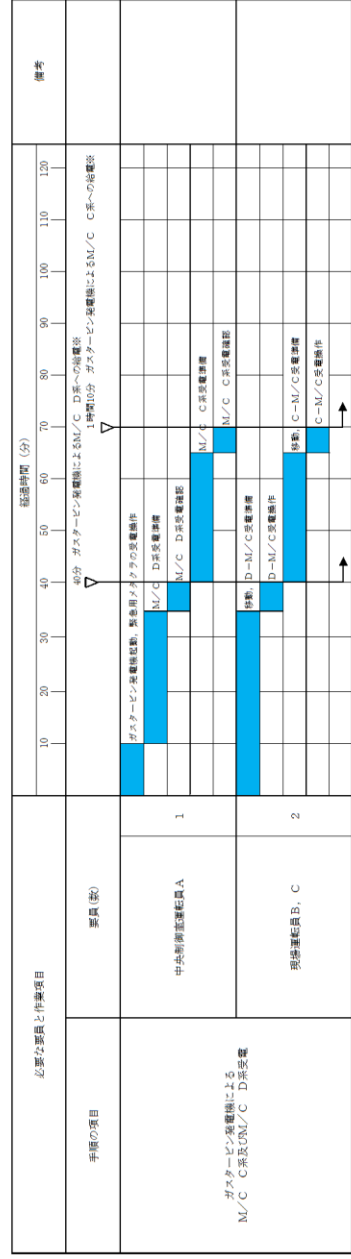 必要な要員と作業項目
経過時間（分）
備考
手順の項目
要員(数)
10
20
30
40
50
60
70
80
90
100
110
120
40分 ガスタービン発電機によるM／C D系への給電※
1時間10分 ガスタービン発電機によるM／C C系への給電※
ガスタービン発電機による
M／C C系及びM／C D系受電
中央制御室運転員A
1
ガスタービン発電機起動，緊急用メタクラの受電操作
M／C D系受電準備
M／C D系受電確認
M／C C系受電準備
M／C C系受電確認
現場運転員B，C
2
移動，D－M／C受電準備
D－M／C受電操作
移動，C－M／C受電準備
C－M／C受電操作